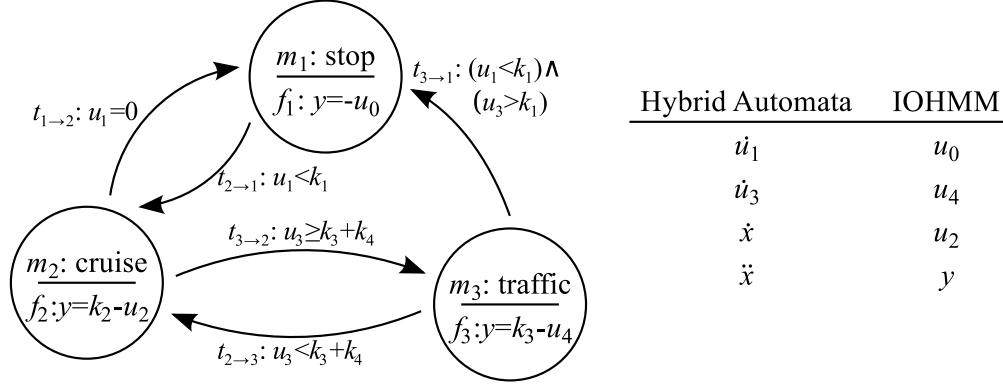 m₁: stop
f₁: y=-u₀
t₃→₁: (u₁<k₁)∧
(u₃>k₁)
t₁→₂: u₁=0
t₂→₁: u₁<k₁
t₃→₂: u₃≥k₃+k₄
m₂: cruise
f₂:y=k₂-u₂
m₃: traffic
f₃:y=k₃-u₄
t₂→₃: u₃<k₃+k₄
Hybrid Automata IOHMM
u̇₁ u₀
u̇₃ u₄
ẋ u₂
ẍ y